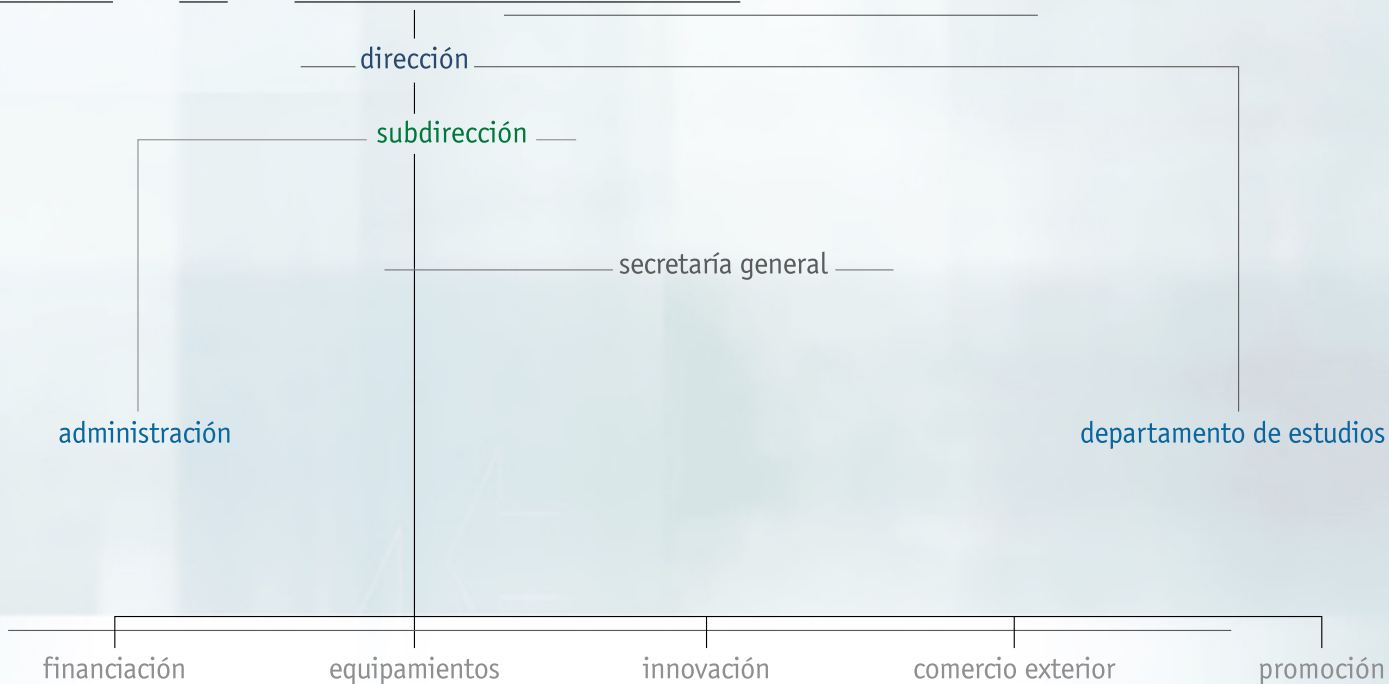 dirección
subdirección
secretaría general
administración
departamento de estudios
financiación
equipamientos
innovación
comercio exterior
promoción